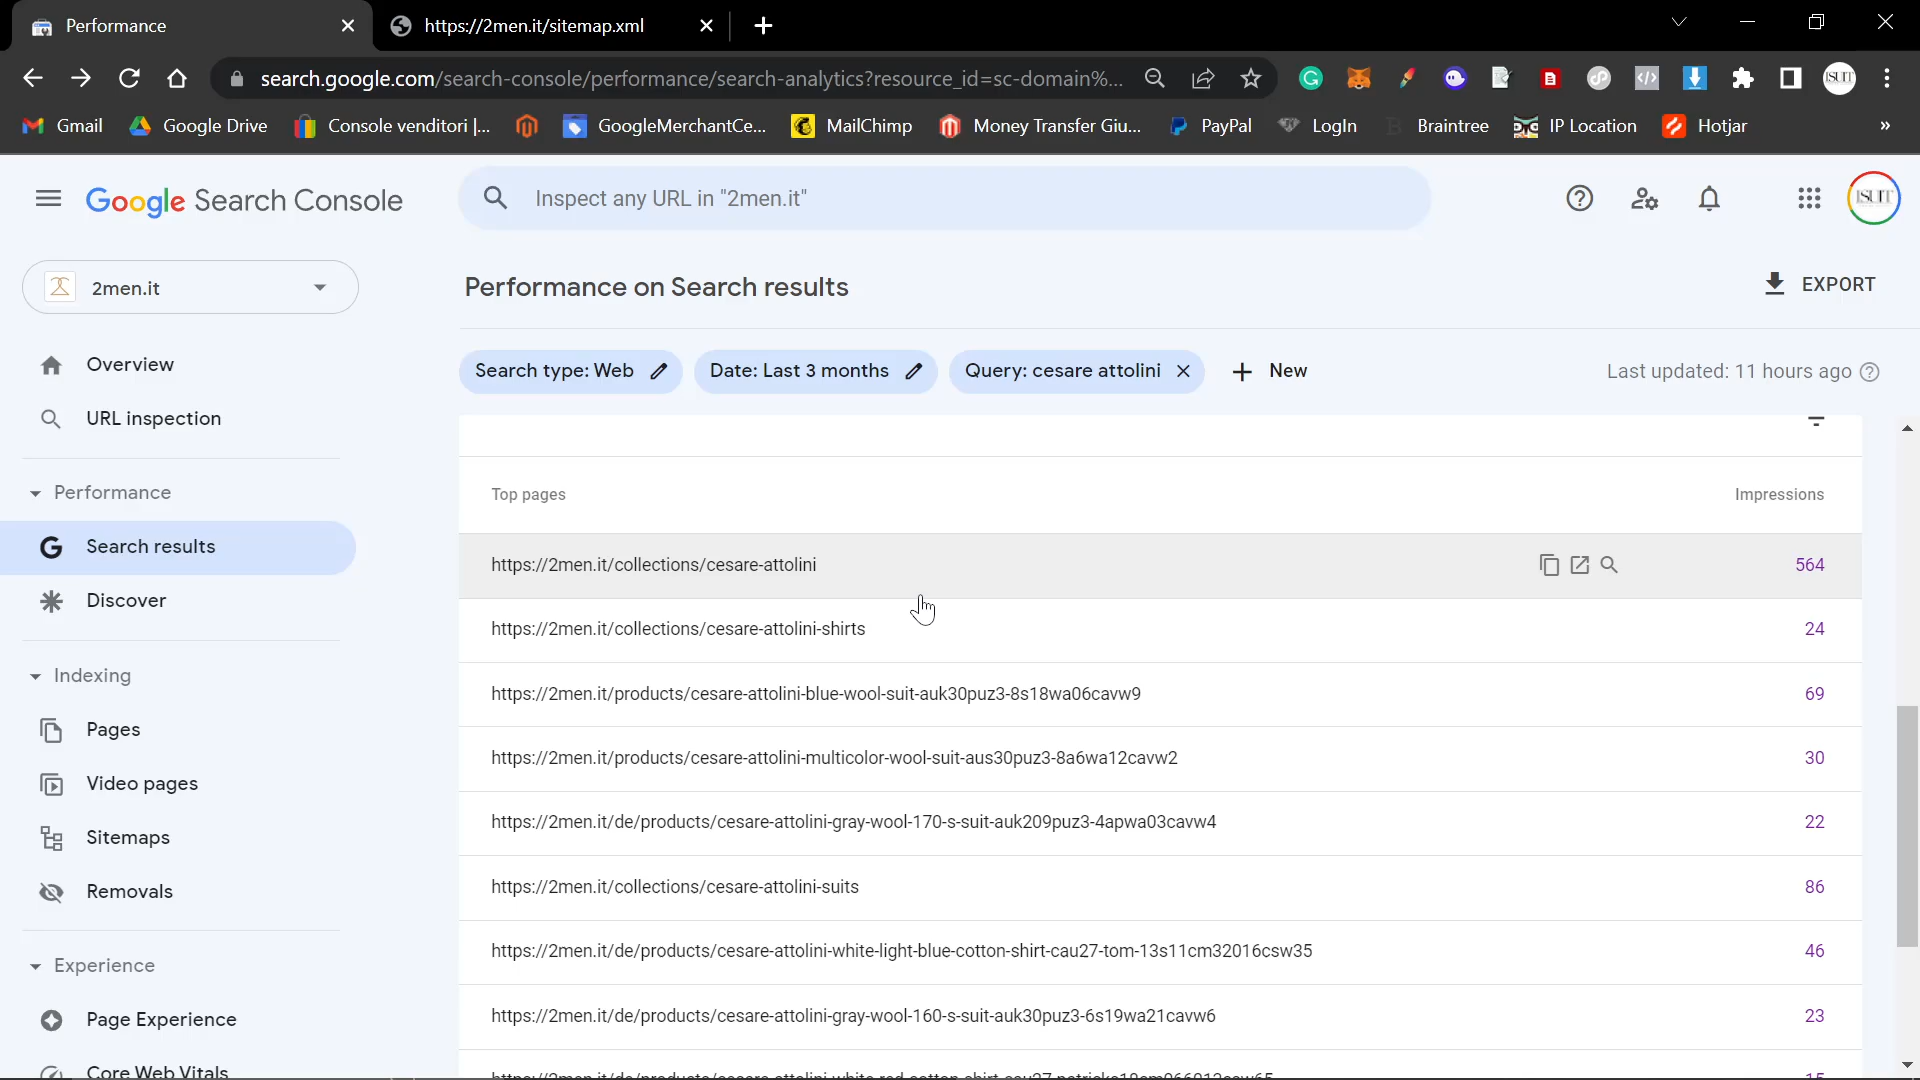 Performance
https://2men.it/sitemap.xml
search.google.com/search-console/performance/search-analytics?resource_id=sc-domain%...
Gmail
Google Drive
Console venditori |...
GoogleMerchantCe...
MailChimp
Money Transfer Giu...
PayPal
LogIn
Braintree
IP Location
Hotjar
»
Google Search Console
Inspect any URL in "2men.it"
ISUIT
2men.it
Performance on Search results
EXPORT
Search type: Web
Date: Last 3 months
Query: cesare attolini
New
Last updated: 11 hours ago
Overview
URL inspection
Performance
Search results
Discover
Indexing
Pages
Video pages
Sitemaps
Removals
Experience
Page Experience
Core Web Vitals
Top pages Impressions
https://2men.it/collections/cesare-attolini 564
https://2men.it/collections/cesare-attolini-shirts 24
https://2men.it/products/cesare-attolini-blue-wool-suit-auk30puz3-8s18wa06cavw9 69
https://2men.it/products/cesare-attolini-multicolor-wool-suit-aus30puz3-8a6wa12cavw2 30
https://2men.it/de/products/cesare-attolini-gray-wool-170-s-suit-auk209puz3-4apwa03cavw4 22
https://2men.it/collections/cesare-attolini-suits 86
https://2men.it/de/products/cesare-attolini-white-light-blue-cotton-shirt-cau27-tom-13s11cm32016csw35 46
https://2men.it/de/products/cesare-attolini-gray-wool-160-s-suit-auk30puz3-6s19wa21cavw6 23